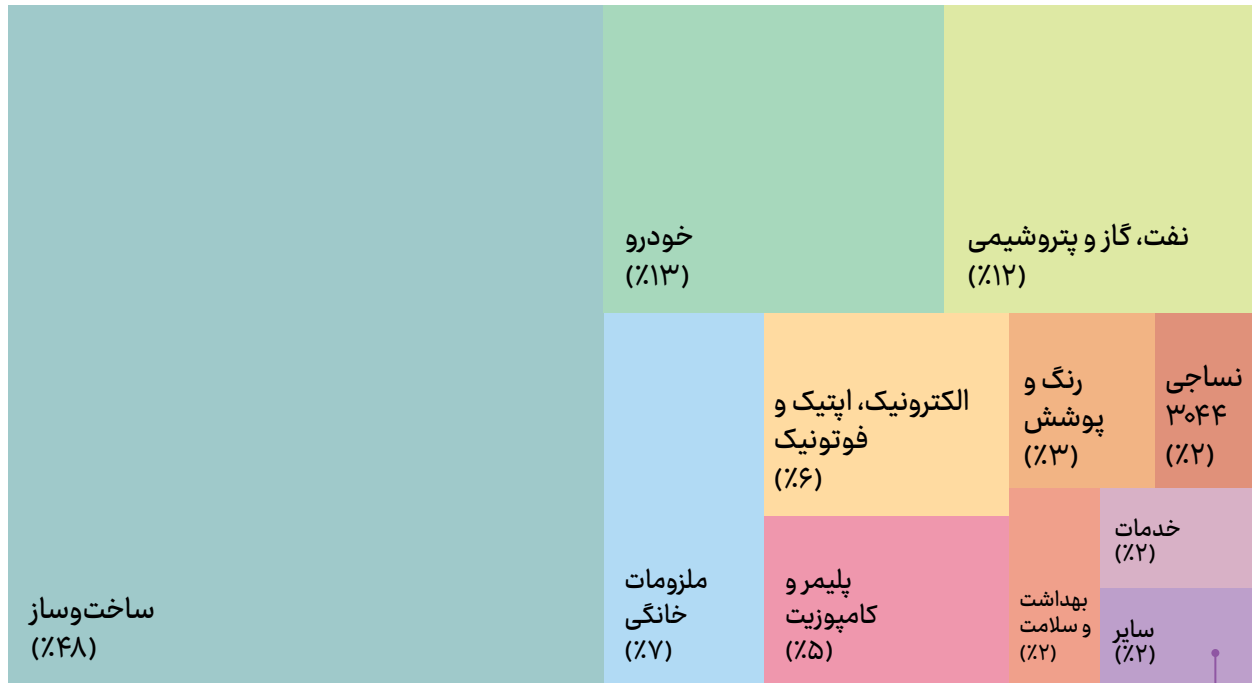 ساخت‌وساز
(٪۴۸)
خودرو
(٪۱۳)
نفت، گاز و پتروشیمی
(٪۱۲)
ملزومات
خانگی
(٪۷)
الکترونیک، اپتیک و
فوتونیک
(٪۶)
پلیمر و
کامپوزیت
(٪۵)
رنگ و
پوشش
(٪۳)
نساجی
۳۰۴۴
(٪۲)
بهداشت
و سلامت
(٪۲)
خدمات
(٪۲)
سایر
(٪۲)